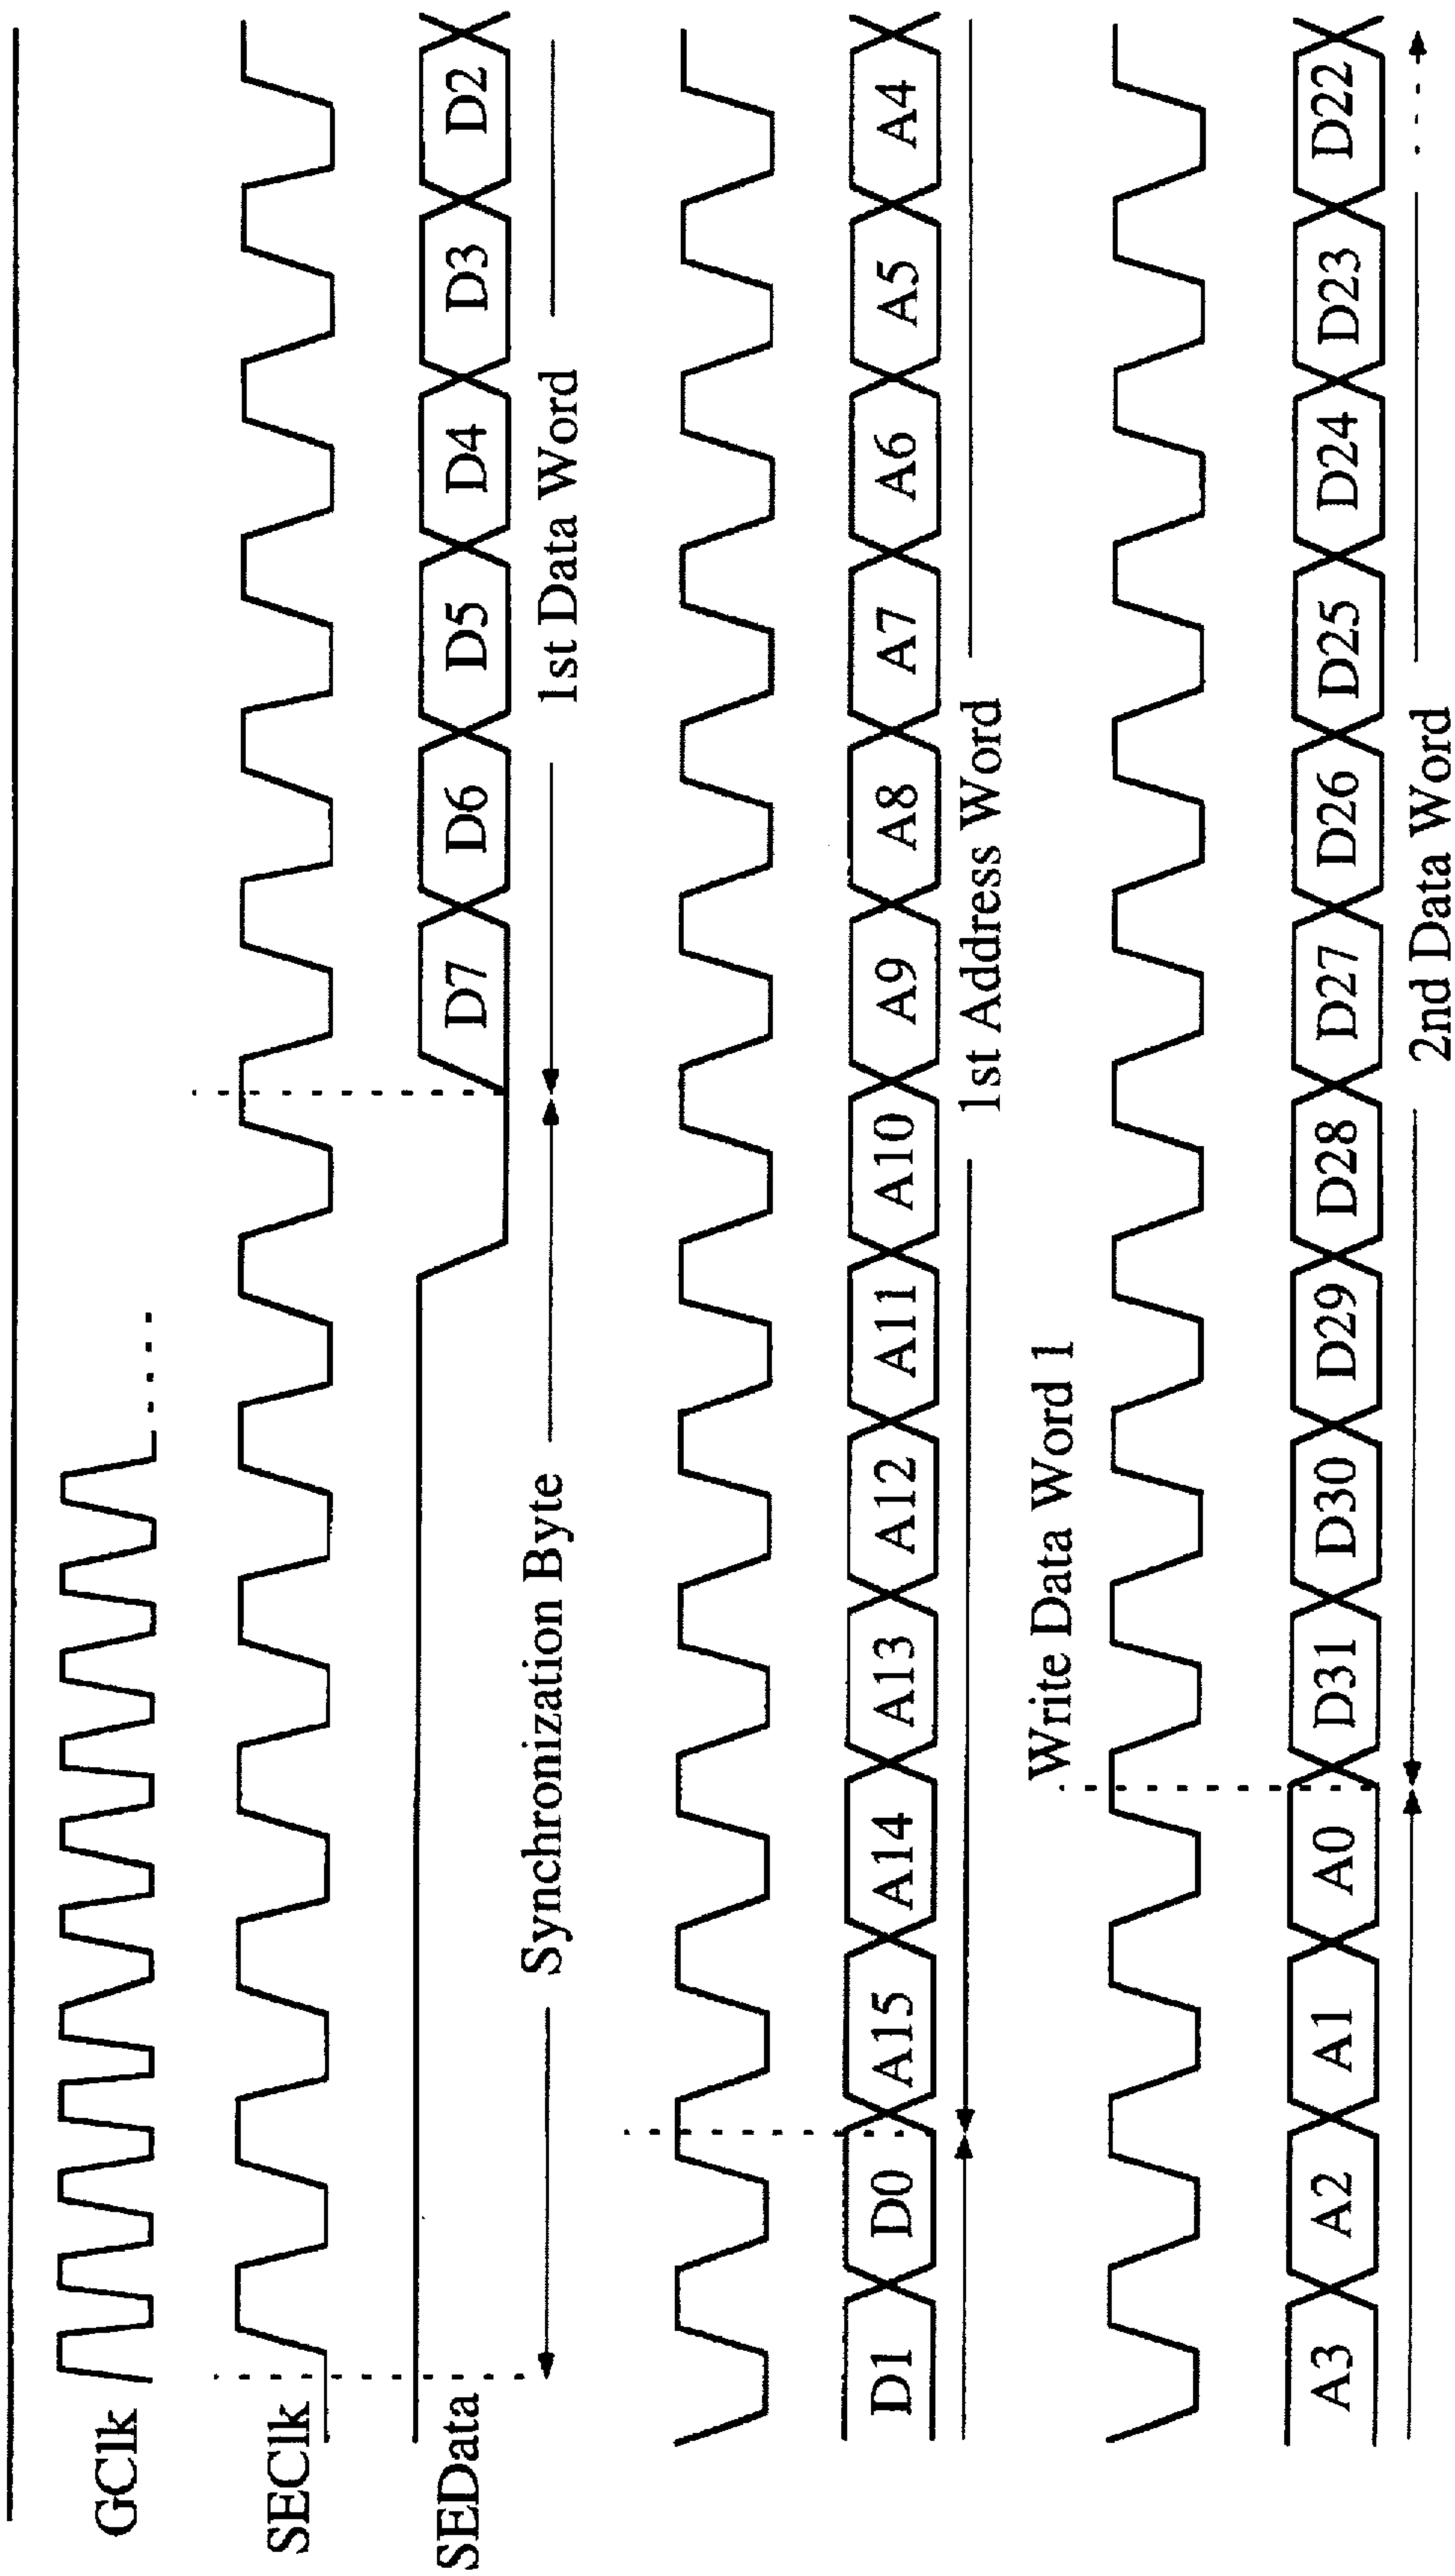 GClk
SEClk
SEData D7 D6 D5 D4 D3 D2
Synchronization Byte 1st Data Word
D1 D0 A15 A14 A13 A12 A11 A10 A9 A8 A7 A6 A5 A4
1st Address Word
Write Data Word 1
A3 A2 A1 A0 D31 D30 D29 D28 D27 D26 D25 D24 D23 D22
2nd Data Word